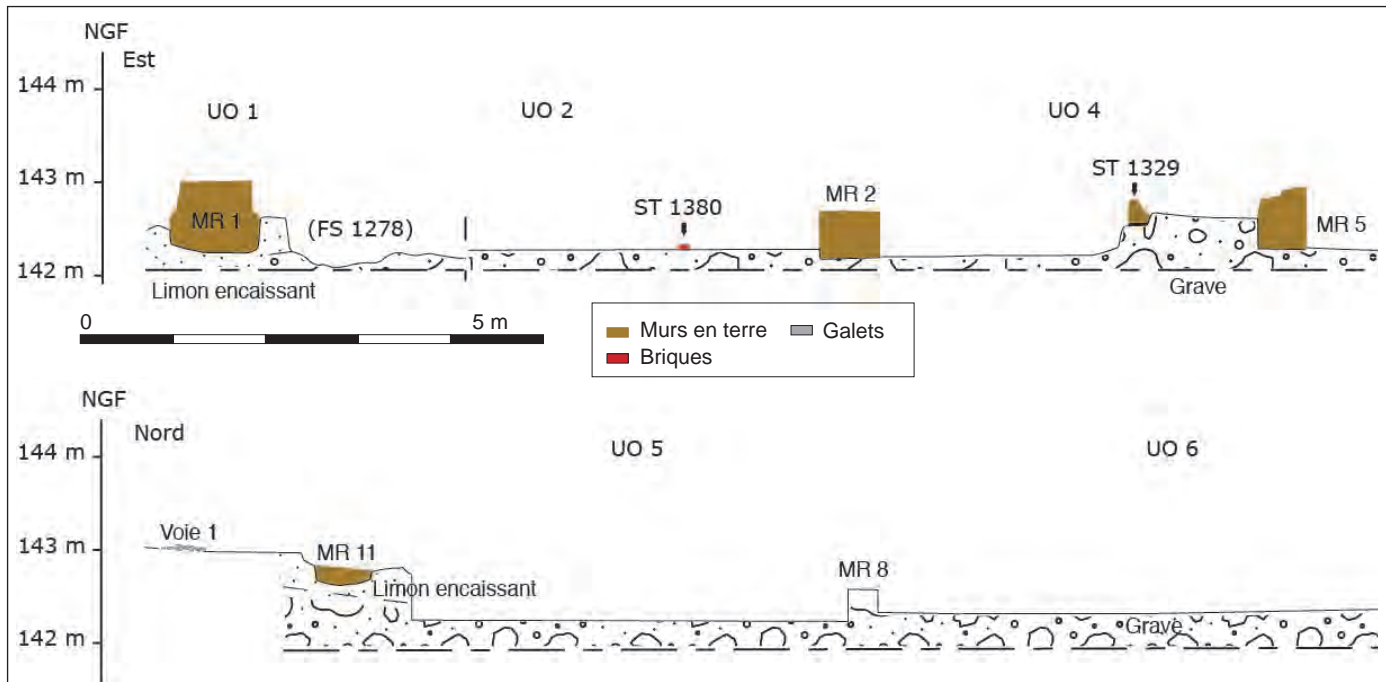 NGF
Est
144 m
UO 1
UO 2
UO 4
143 m
ST 1329
MR 1
(FS 1278)
ST 1380
MR 2
MR 5
142 m
Limon encaissant
Grave
0
5 m
Murs en terre
Galets
Briques
NGF
Nord
144 m
UO 5
UO 6
Voie 1
143 m
MR 11
Limon encaissant
MR 8
142 m
Grave